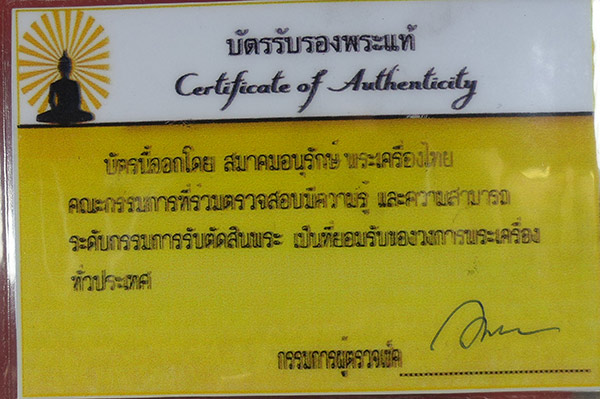 บัตรรับรองพระแท้
Certificate of Authenticity
บัตรนี้ออกโดย สมาคมอนุรักษ์ พระเครื่องไทย
คณะกรรมการที่ร่วมตรวจสอบมีความรู้ และความสามารถ
ระดับกรรมการรับตัดสินพระ เป็นที่ยอมรับของวงการพระเครื่อง
ทั่วประเทศ
กรรมการผู้ตรวจเช็ค